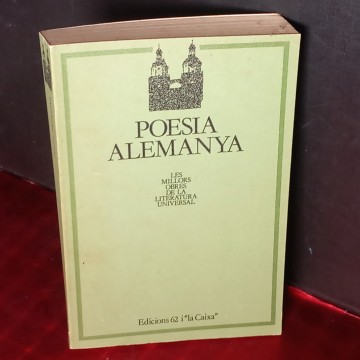 POESIA
ALEMANYA
LES
MILLORS
OBRES
DE LA
LITERATURA
UNIVERSAL
Edicions 62 i "la Caixa"